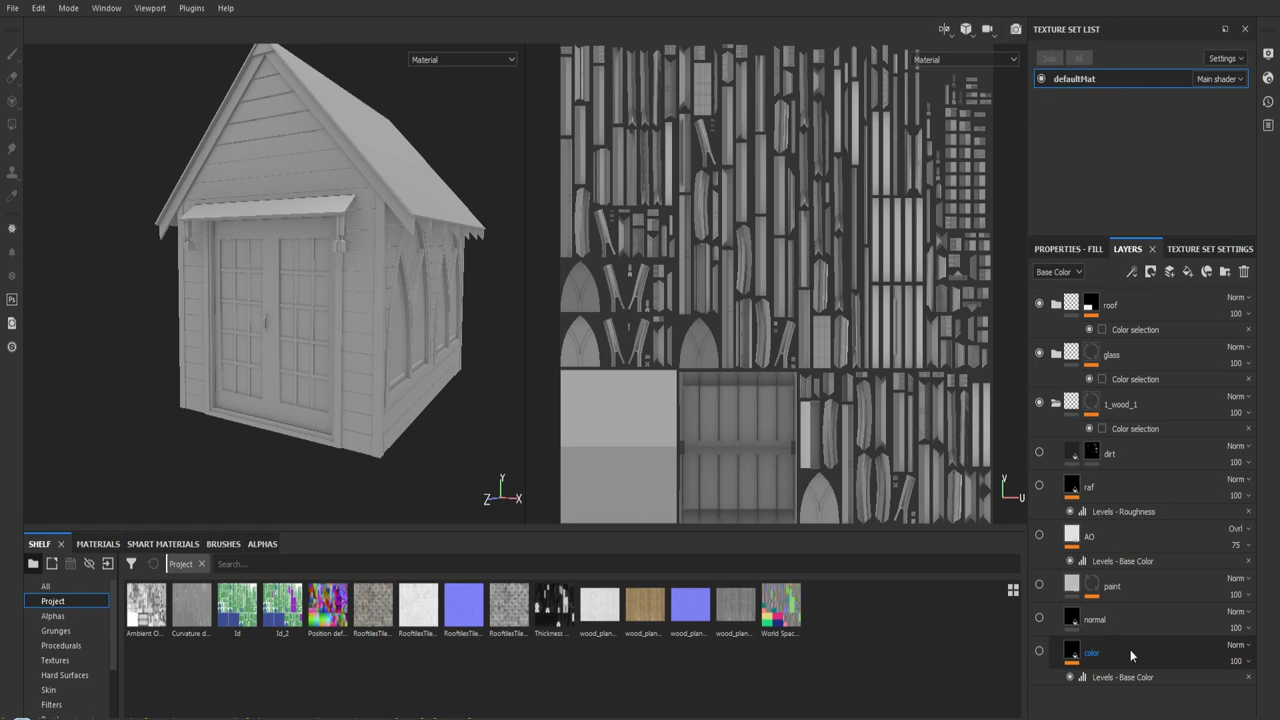 File Edit Mode Window Viewport Plugins Help
TEXTURE SET LIST
Material
Material
Solo All Settings
defaultMat Main shader
PROPERTIES - FILL LAYERS TEXTURE SET SETTINGS
Base Color
roof Norm
100
Color selection
glass Norm
100
Color selection
1_wood_1 Norm
100
Color selection
dirt Norm
100
raf Norm
100
Levels - Roughness
AO Ovrl
75
Levels - Base Color
paint Norm
100
normal Norm
100
color Norm
100
Levels - Base Color
Y
Z X
V
U
Ps
SHELF MATERIALS SMART MATERIALS BRUSHES ALPHAS
Project Search...
All
Project
Alphas
Grunges
Procedurals
Textures
Hard Surfaces
Skin
Filters
Ambient O... Curvature d... Id Id_2 Position def... RooftilesTile... RooftilesTile... RooftilesTile... RooftilesTile... Thickness ... wood_plan... wood_plan... wood_plan... wood_plan... World Spac...